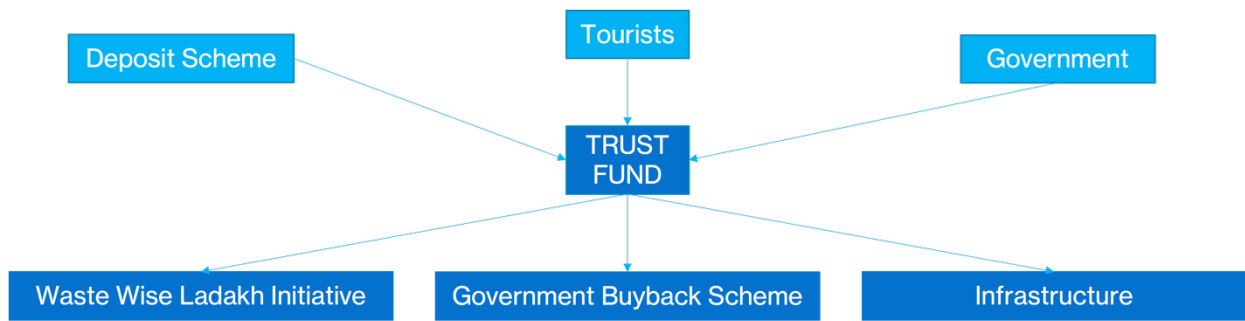 Tourists
Deposit Scheme
Government
TRUST
FUND
Waste Wise Ladakh Initiative
Government Buyback Scheme
Infrastructure